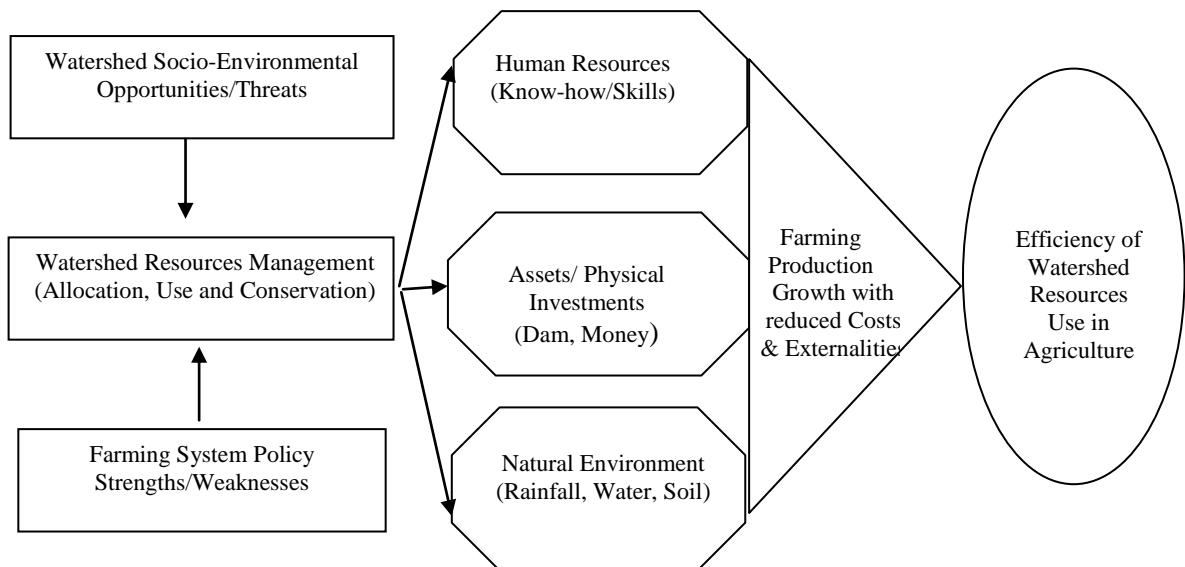 Watershed Socio-Environmental
Opportunities/Threats
Watershed Resources Management
(Allocation, Use and Conservation)
Farming System Policy
Strengths/Weaknesses
Human Resources
(Know-how/Skills)
Assets/ Physical
Investments
(Dam, Money)
Natural Environment
(Rainfall, Water, Soil)
Farming
Production
Growth with
reduced Costs
& Externalities
Efficiency of
Watershed
Resources
Use in
Agriculture